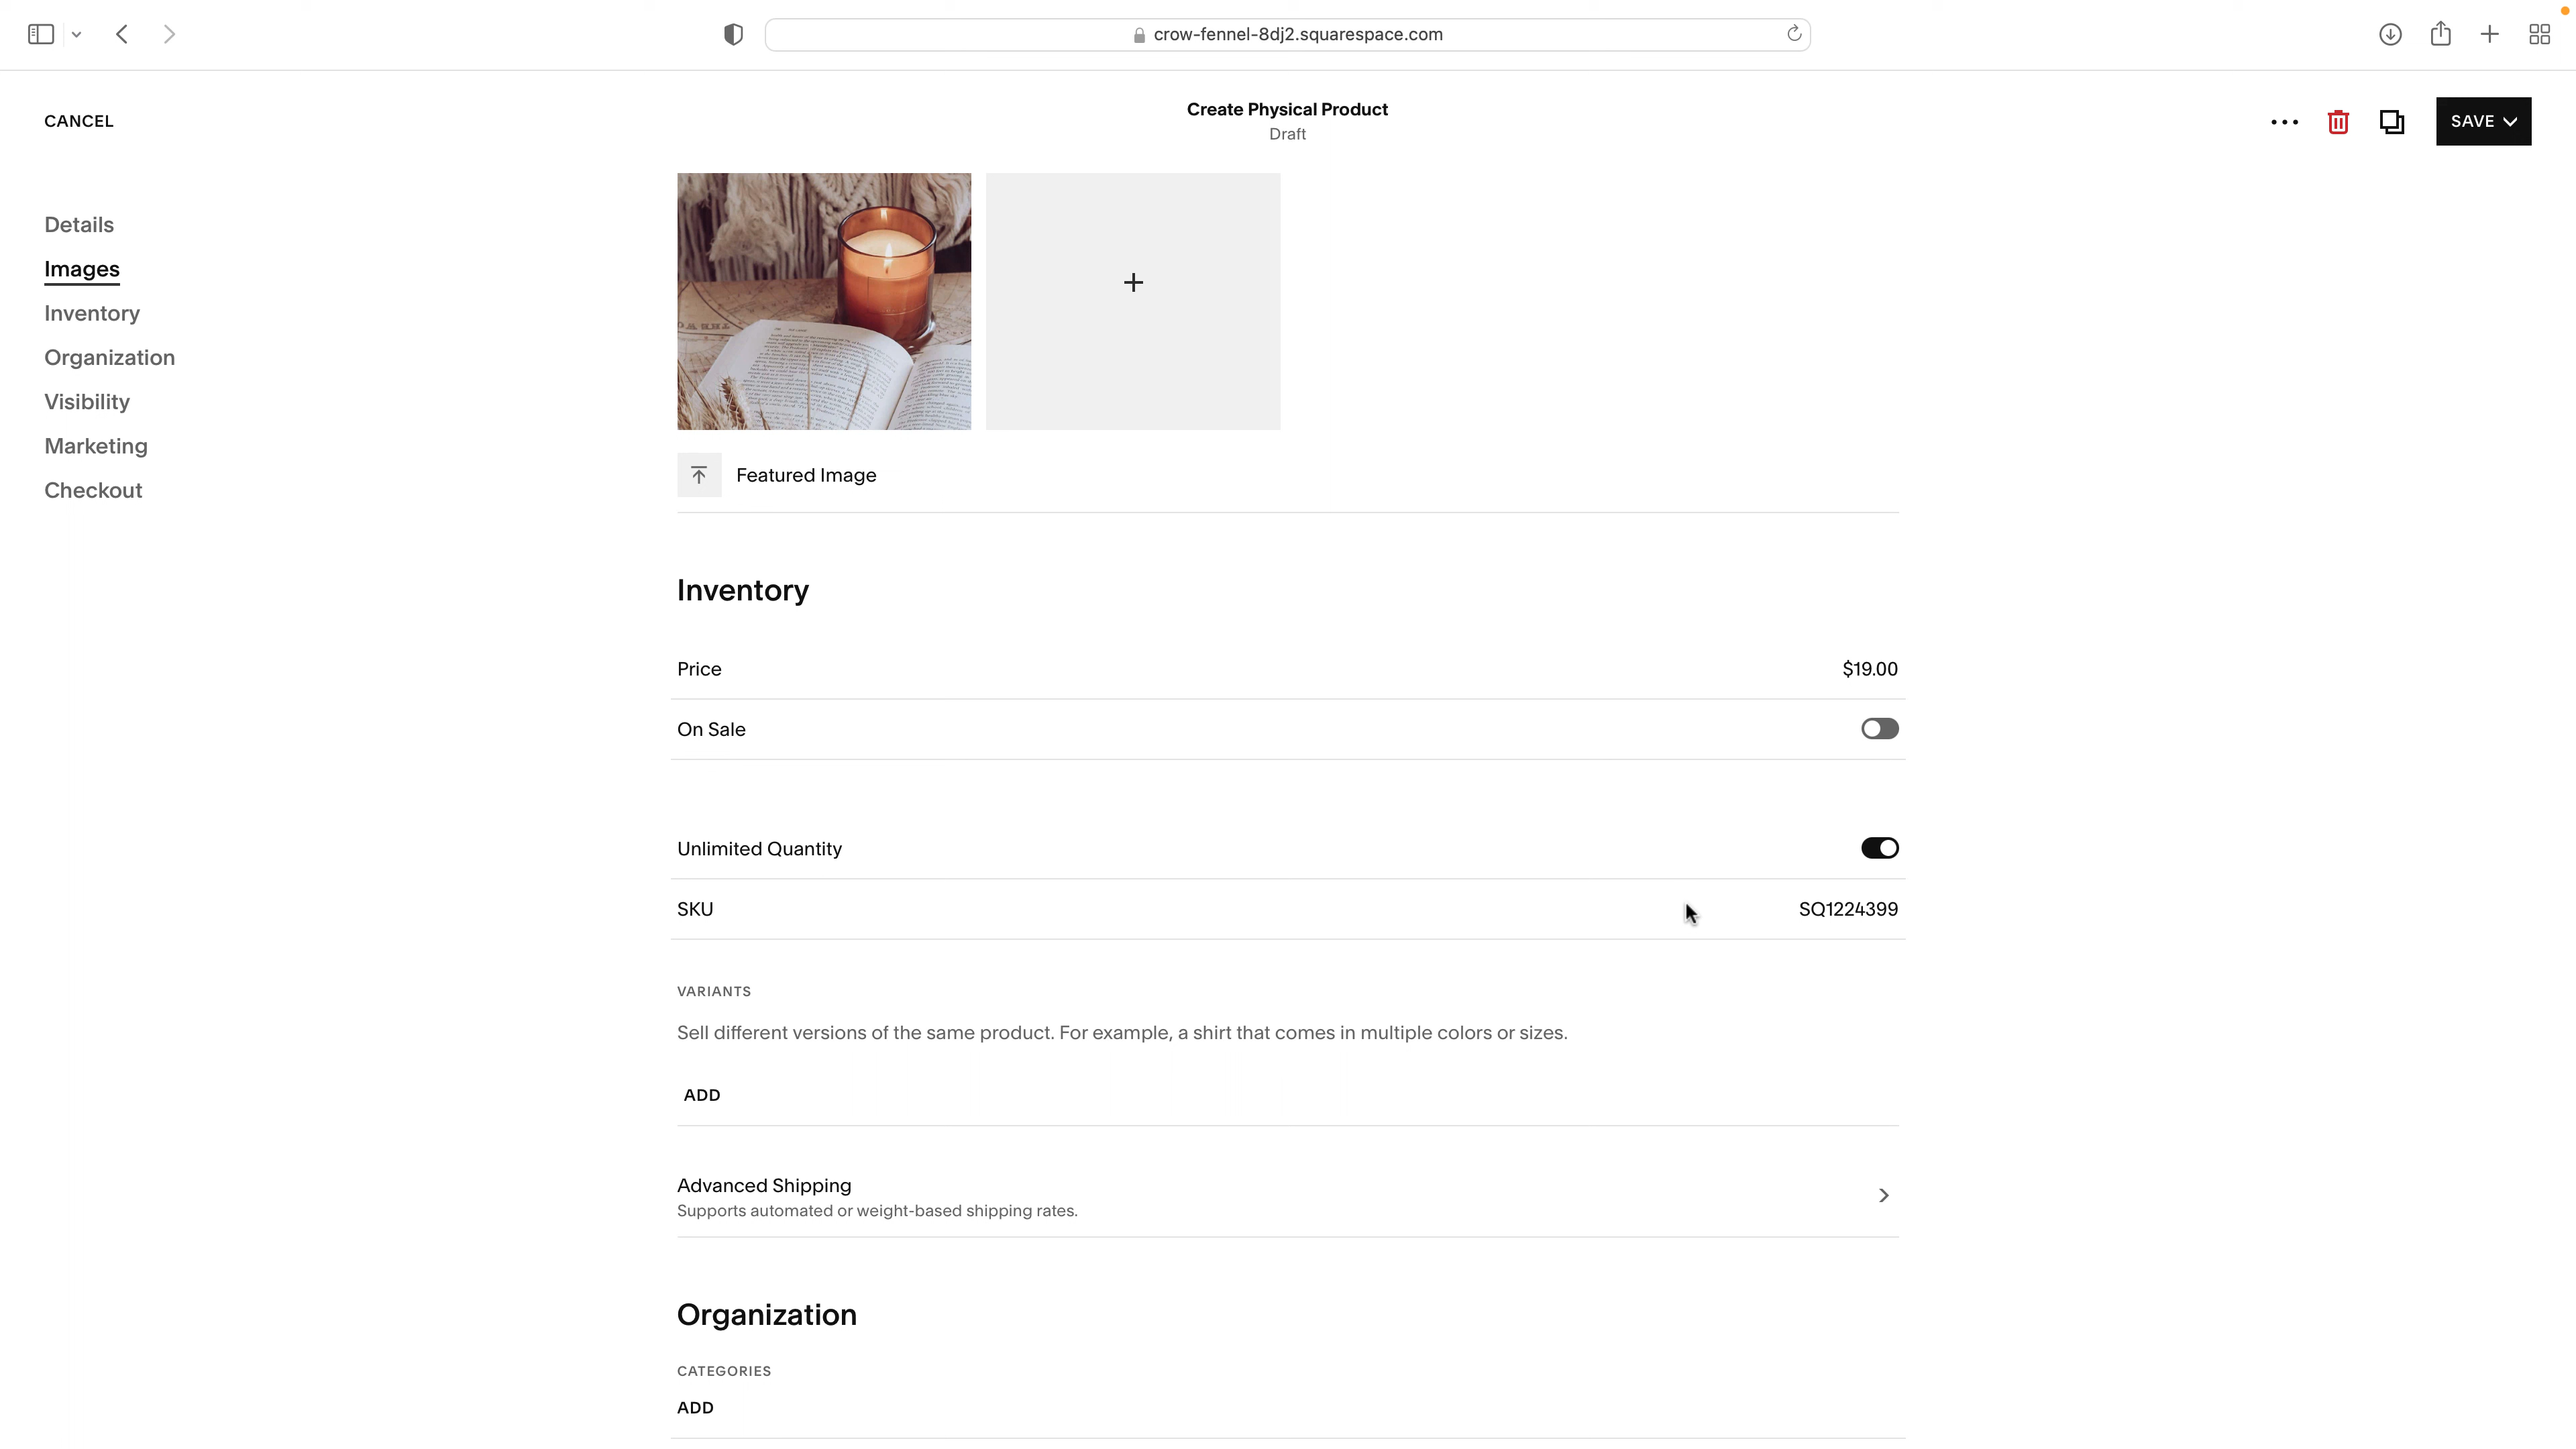 crow-fennel-8dj2.squarespace.com
CANCEL
Create Physical Product
Draft
SAVE
Details
Images
Inventory
Organization
Visibility
Marketing
Checkout
Featured Image
Inventory
Price
$19.00
On Sale
Unlimited Quantity
SKU
SQ1224399
VARIANTS
Sell different versions of the same product. For example, a shirt that comes in multiple colors or sizes.
ADD
Advanced Shipping
Supports automated or weight-based shipping rates.
Organization
CATEGORIES
ADD